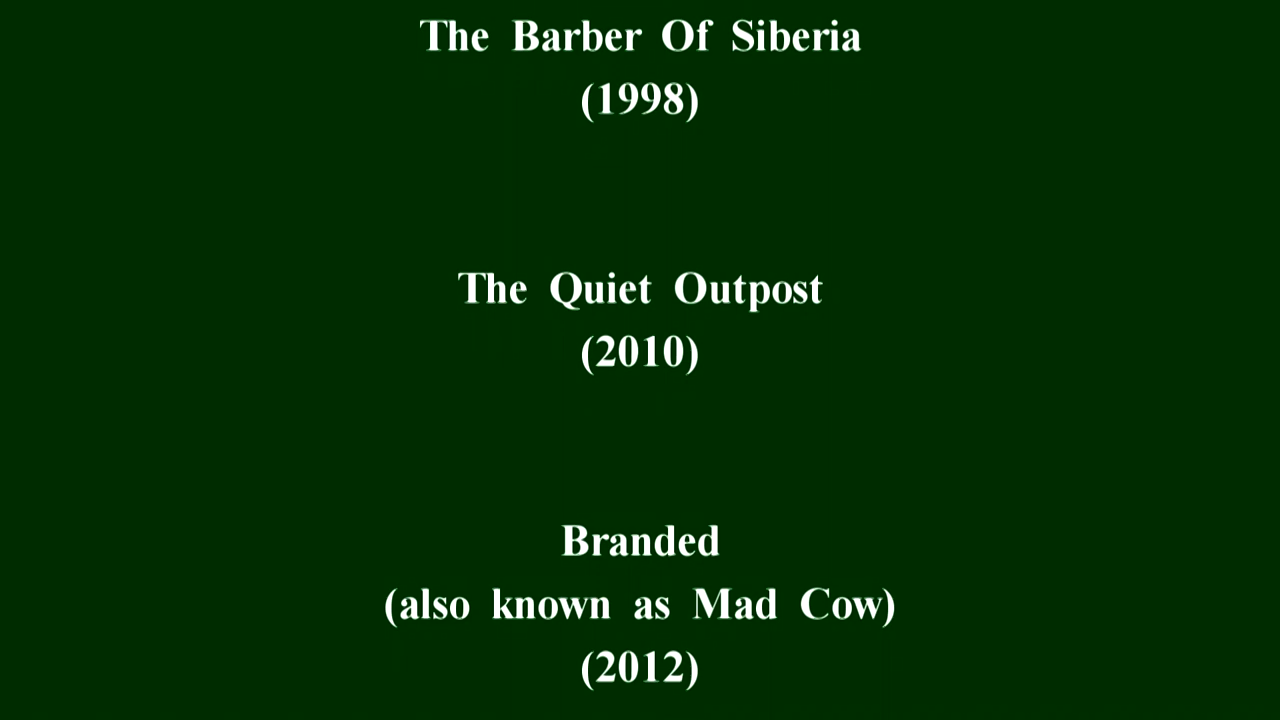 The Barber Of Siberia
(1998)
The Quiet Outpost
(2010)
Branded
(also known as Mad Cow)
(2012)